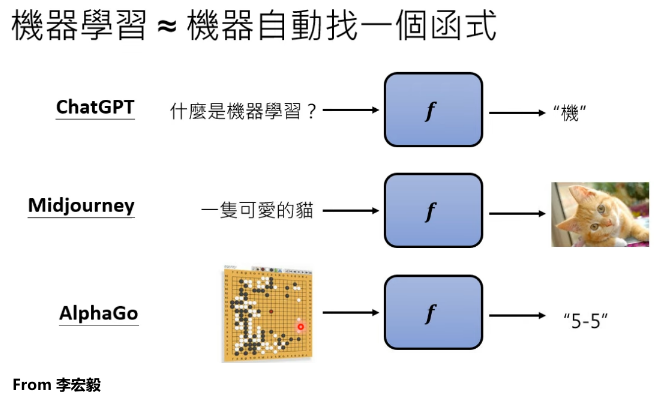 機器學習 ≈ 機器自動找一個函式
ChatGPT
什麼是機器學習？
f
“機”
Midjourney
一隻可愛的貓
f
AlphaGo
f
“5-5“
From 李宏毅